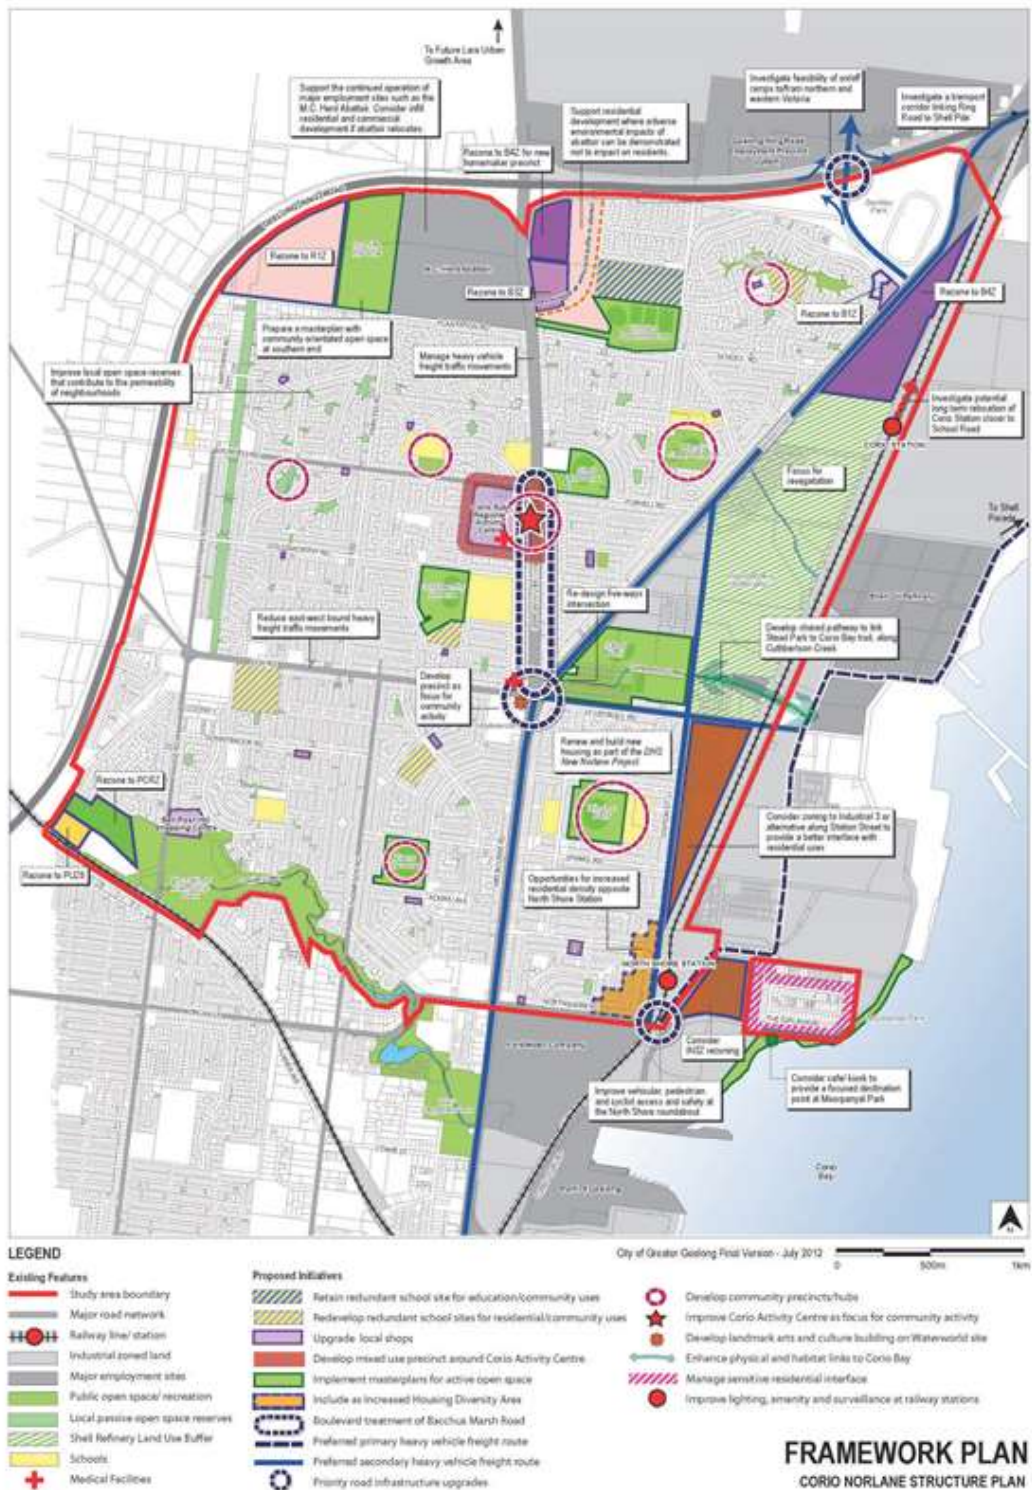 To Future Lara Urban
Growth Area
Support the continued operation of
major employment sites such as the
M.C. Herd Abattoir. Consider infill
residential and commercial
development if abattoir relocates
Support residential
development where adverse
environmental impacts of
abattoir can be demonstrated
not to impact on residents.
Investigate feasibility of on/off
ramps to/from northern and
western Victoria
Investigate a transport
corridor linking Ring
Road to Shell Pde
Rezone to B4Z for new
homemaker precinct
Rezone to R1Z
Rezone to B3Z
Rezone to B4Z
Rezone to B1Z
Prepare a masterplan with
community orientated open space
at southern end
Manage heavy vehicle
freight traffic movements
Improve local open space reserves
that contribute to the permeability
of neighbourhoods
Investigate potential
long term relocation of
Corio Station closer to
School Road
CORIO STATION
Focus for
revegetation
To Shell
Parade
Re-design five-ways
intersection
Reduce east-west bound heavy
freight traffic movements
Develop shared pathway to link
Stead Park to Corio Bay trail, along
Cuthbertson Creek
Develop
precinct as
focus for
community
activity
Renew and build new
housing as part of the DHS
New Norlane Project.
Rezone to PCRZ
Rezone to PUZ6
Consider zoning to Industrial 3 or
alternative along Station Street to
provide a better interface with
residential uses
Opportunities for increased
residential density opposite
North Shore Station
NORTH SHORE STATION
Consider
IN3Z rezoning
Improve vehicular, pedestrian
and cyclist access and safety at
the North Shore roundabout
Consider cafe/ kiosk to
provide a focused destination
point at Moorpanyal Park
Corio
Bay
LEGEND
City of Greater Geelong Final Version - July 2012
0 500m 1km
Existing Features
Study area boundary
Major road network
Railway line/ station
Industrial zoned land
Major employment sites
Public open space/ recreation
Local passive open space reserves
Shell Refinery Land Use Buffer
Schools
Medical Facilities
Proposed Initiatives
Retain redundant school site for education/community uses
Redevelop redundant school sites for residential/community uses
Upgrade local shops
Develop mixed use precinct around Corio Activity Centre
Implement masterplans for active open space
Include as Increased Housing Diversity Area
Boulevard treatment of Bacchus Marsh Road
Preferred primary heavy vehicle freight route
Preferred secondary heavy vehicle freight route
Priority road infrastructure upgrades
Develop community precincts/hubs
Improve Corio Activity Centre as focus for community activity
Develop landmark arts and culture building on Waterworld site
Enhance physical and habitat links to Corio Bay
Manage sensitive residential interface
Improve lighting, amenity and surveillance at railway stations
FRAMEWORK PLAN
CORIO NORLANE STRUCTURE PLAN